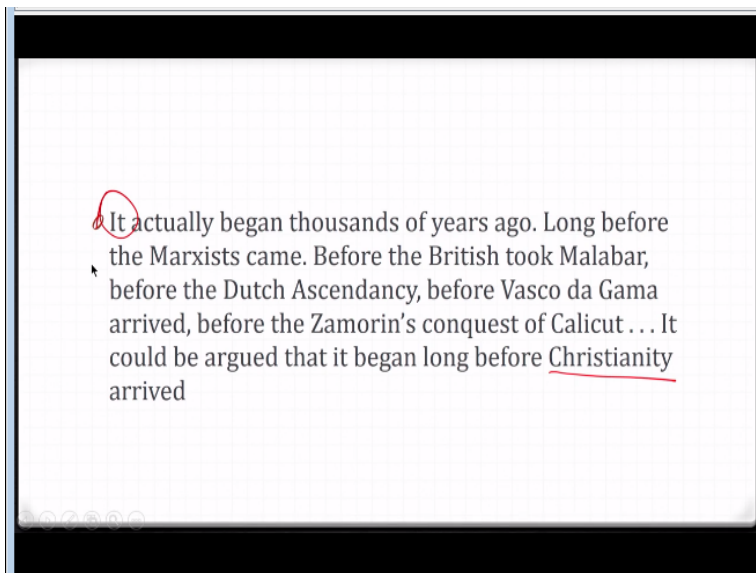 It actually began thousands of years ago. Long before
the Marxists came. Before the British took Malabar,
before the Dutch Ascendancy, before Vasco da Gama
arrived, before the Zamorin’s conquest of Calicut . . . It
could be argued that it began long before Christianity
arrived